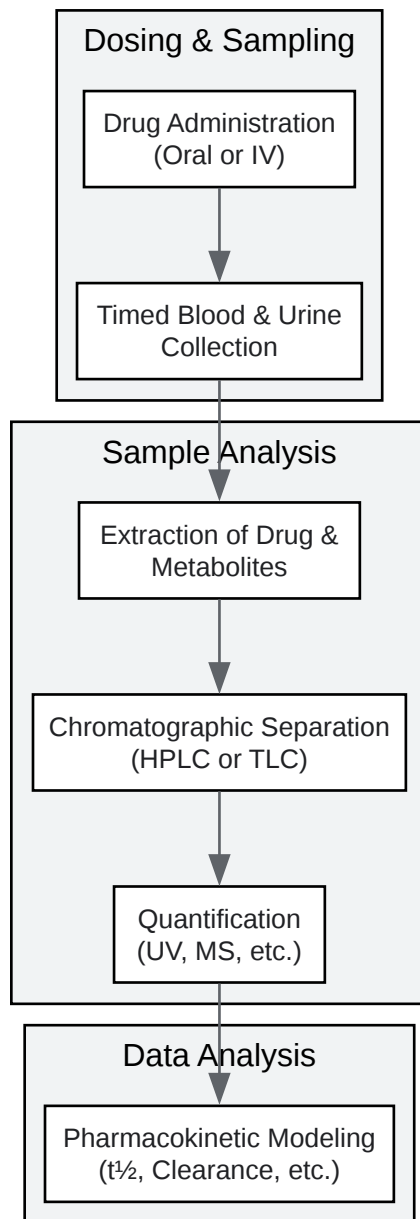 Dosing & Sampling
Drug Administration
(Oral or IV)
Timed Blood & Urine
Collection
Sample Analysis
Extraction of Drug &
Metabolites
Chromatographic Separation
(HPLC or TLC)
Quantification
(UV, MS, etc.)
Data Analysis
Pharmacokinetic Modeling
(t½, Clearance, etc.)